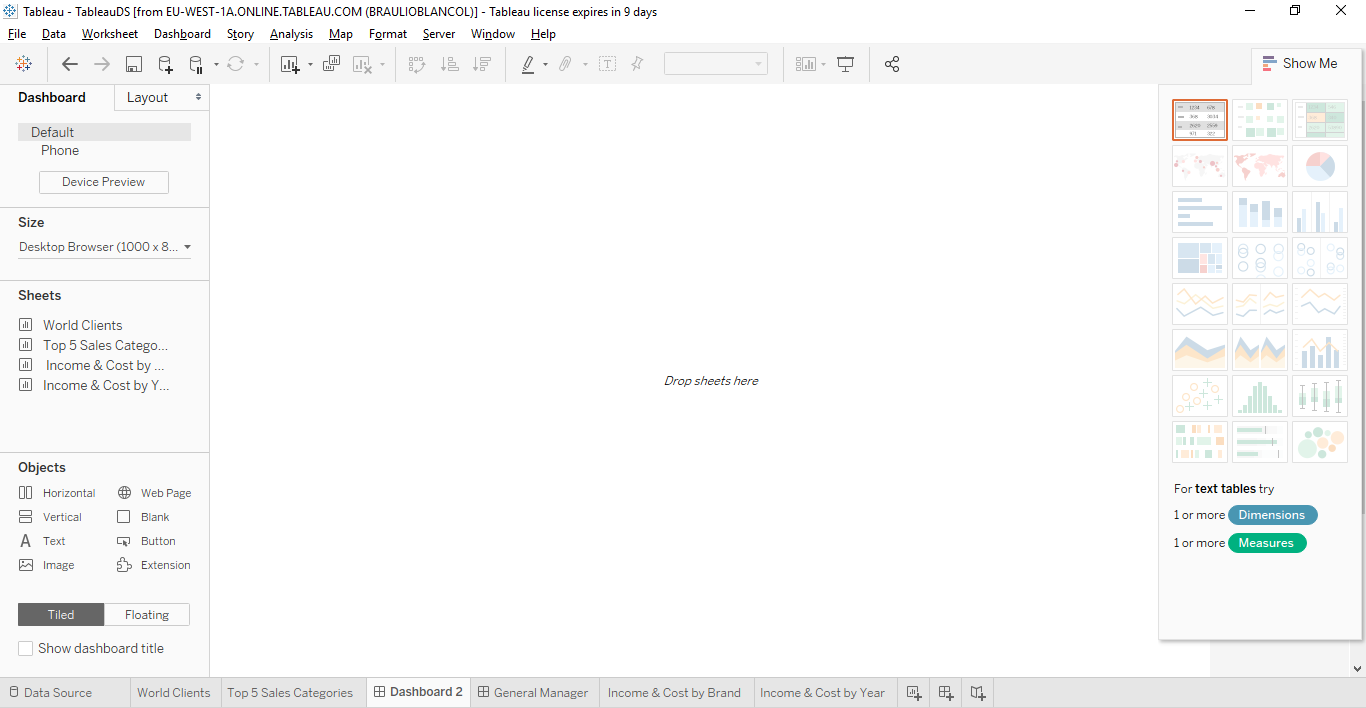 Tableau - TableauDS [from EU-WEST-1A.ONLINE.TABLEAU.COM (BRAULIOBLANCOL)] - Tableau license expires in 9 days
File Data Worksheet Dashboard Story Analysis Map Format Server Window Help
Show Me
Dashboard Layout
Default
Phone
Device Preview
Size
Desktop Browser (1000 x 8...
Sheets
World Clients
Top 5 Sales Catego...
Income & Cost by ...
Income & Cost by Y...
Drop sheets here
Objects
Horizontal Web Page
Vertical Blank
Text Button
Image Extension
Tiled Floating
Show dashboard title
For text tables try
1 or more Dimensions
1 or more Measures
Data Source World Clients Top 5 Sales Categories Dashboard 2 General Manager Income & Cost by Brand Income & Cost by Year